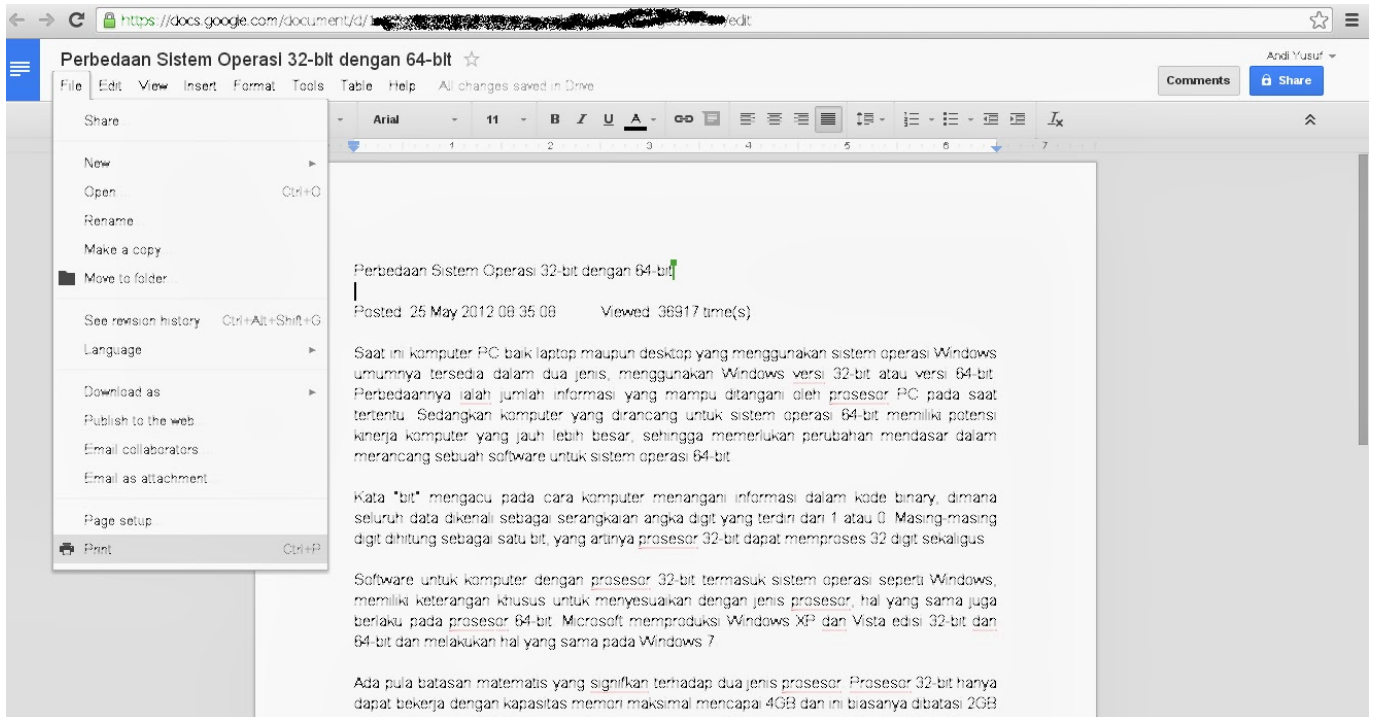 https://docs.google.com/document/d/ /edit
Perbedaan Sistem Operasi 32-bit dengan 64-bit
Andi Yusuf
File Edit View Insert Format Tools Table Help All changes saved in Drive
Comments Share
Arial 11 B I U A
Share...
1 2 3 4 5 6 7
New
Open... Ctrl+O
Rename...
Make a copy...
Move to folder...
See revision history Ctrl+Alt+Shift+G
Language
Download as
Publish to the web...
Email collaborators...
Email as attachment...
Page setup...
Print Ctrl+P
Perbedaan Sistem Operasi 32-bit dengan 64-bit
Posted: 25 May 2012 08:35:08 Viewed: 36917 time(s)
Saat ini komputer PC baik laptop maupun desktop yang menggunakan sistem operasi Windows
umumnya tersedia dalam dua jenis, menggunakan Windows versi 32-bit atau versi 64-bit.
Perbedaannya ialah jumlah informasi yang mampu ditangani oleh prosesor PC pada saat
tertentu. Sedangkan komputer yang dirancang untuk sistem operasi 64-bit memiliki potensi
kinerja komputer yang jauh lebih besar, sehingga memerlukan perubahan mendasar dalam
merancang sebuah software untuk sistem operasi 64-bit.
Kata "bit" mengacu pada cara komputer menangani informasi dalam kode binary, dimana
seluruh data dikenali sebagai serangkaian angka digit yang terdiri dari 1 atau 0. Masing-masing
digit dihitung sebagai satu bit, yang artinya prosesor 32-bit dapat memproses 32 digit sekaligus.
Software untuk komputer dengan prosesor 32-bit termasuk sistem operasi seperti Windows,
memiliki keterangan khusus untuk menyesuaikan dengan jenis prosesor, hal yang sama juga
berlaku pada prosesor 64-bit. Microsoft memproduksi Windows XP dan Vista edisi 32-bit dan
64-bit dan melakukan hal yang sama pada Windows 7.
Ada pula batasan matematis yang signifkan terhadap dua jenis prosesor. Prosesor 32-bit hanya
dapat bekerja dengan kapasitas memori maksimal mencapai 4GB dan ini biasanya dibatasi 2GB